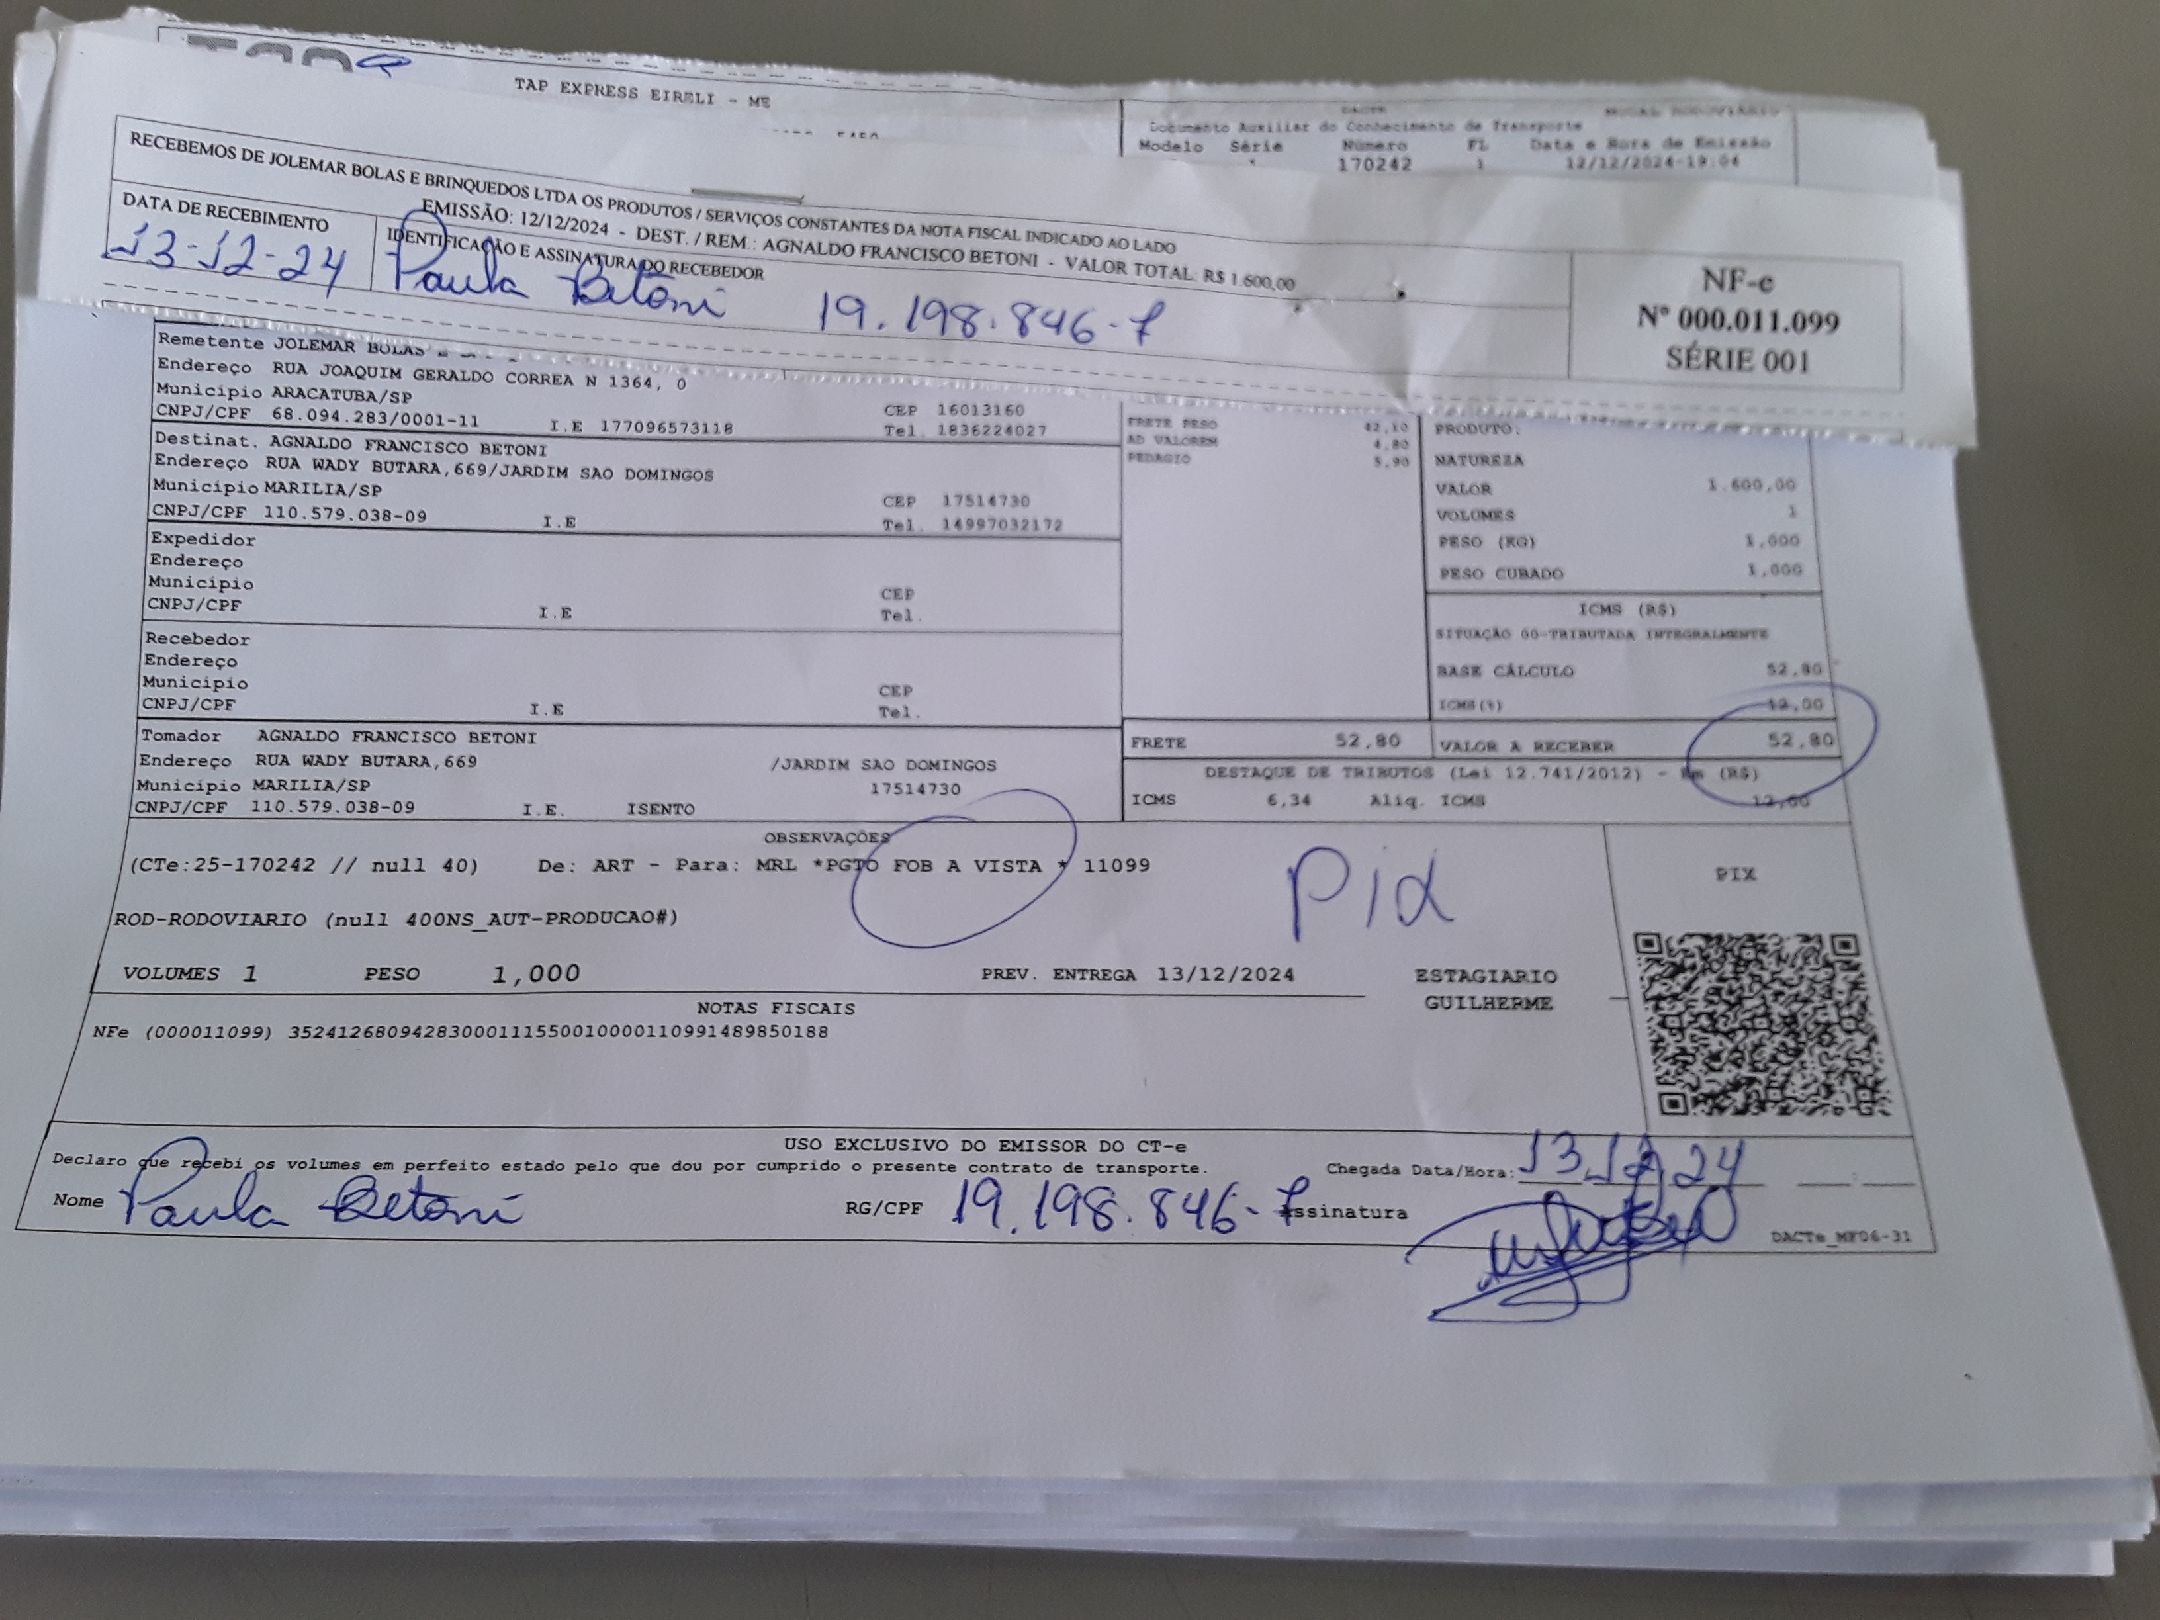 TAP EXPRESS EIRELI - ME
DACTE MODAL RODOVIÁRIO
Documento Auxiliar do Conhecimento de Transporte
Modelo Série Número FL Data e Hora de Emissão
170242 1 12/12/2024-19:04
RECEBEMOS DE JOLEMAR BOLAS E BRINQUEDOS LTDA OS PRODUTOS / SERVIÇOS CONSTANTES DA NOTA FISCAL INDICADO AO LADO
EMISSÃO: 12/12/2024 - DEST. / REM.: AGNALDO FRANCISCO BETONI - VALOR TOTAL: R$ 1.600,00
DATA DE RECEBIMENTO
13-12-24
IDENTIFICAÇÃO E ASSINATURA DO RECEBEDOR
Paula Betoni 19.198.846-7
NF-e
Nº 000.011.099
SÉRIE 001
Remetente JOLEMAR BOLAS E
Endereço RUA JOAQUIM GERALDO CORREA N 1364, 0
Município ARACATUBA/SP CEP 16013160
CNPJ/CPF 68.094.283/0001-11 I.E 177096573118 Tel. 1836224027
Destinat. AGNALDO FRANCISCO BETONI
Endereço RUA WADY BUTARA,669/JARDIM SAO DOMINGOS
Município MARILIA/SP CEP 17514730
CNPJ/CPF 110.579.038-09 I.E Tel. 14997032172
Expedidor
Endereço
Município CEP
CNPJ/CPF I.E Tel.
Recebedor
Endereço
Município CEP
CNPJ/CPF I.E Tel.
Tomador AGNALDO FRANCISCO BETONI
Endereço RUA WADY BUTARA,669 /JARDIM SAO DOMINGOS
Município MARILIA/SP 17514730
CNPJ/CPF 110.579.038-09 I.E. ISENTO
FRETE PESO 42,10
AD VALOREM 4,80
PEDAGIO 5,90
PRODUTO:
NATUREZA
VALOR 1.600,00
VOLUMES 1
PESO (KG) 1,000
PESO CUBADO 1,000
ICMS (R$)
SITUAÇÃO 00-TRIBUTADA INTEGRALMENTE
BASE CÁLCULO 52,80
ICMS(%) 12,00
FRETE 52,80 VALOR A RECEBER 52,80
DESTAQUE DE TRIBUTOS (Lei 12.741/2012) - Em (R$)
ICMS 6,34 Aliq. ICMS 12,00
OBSERVAÇÕES
(CTe:25-170242 // null 40) De: ART - Para: MRL *PGTO FOB A VISTA * 11099
ROD-RODOVIARIO (null 400NS_AUT-PRODUCAO#)
Pix
PIX
VOLUMES 1 PESO 1,000 PREV. ENTREGA 13/12/2024 ESTAGIARIO
GUILHERME
NOTAS FISCAIS
NFe (000011099) 35241268094283000111550010000110991489850188
USO EXCLUSIVO DO EMISSOR DO CT-e
Declaro que recebi os volumes em perfeito estado pelo que dou por cumprido o presente contrato de transporte. Chegada Data/Hora: 13 12 24
Nome Paula Betoni RG/CPF 19.198.846-7 Assinatura
DACTe_MF06-31